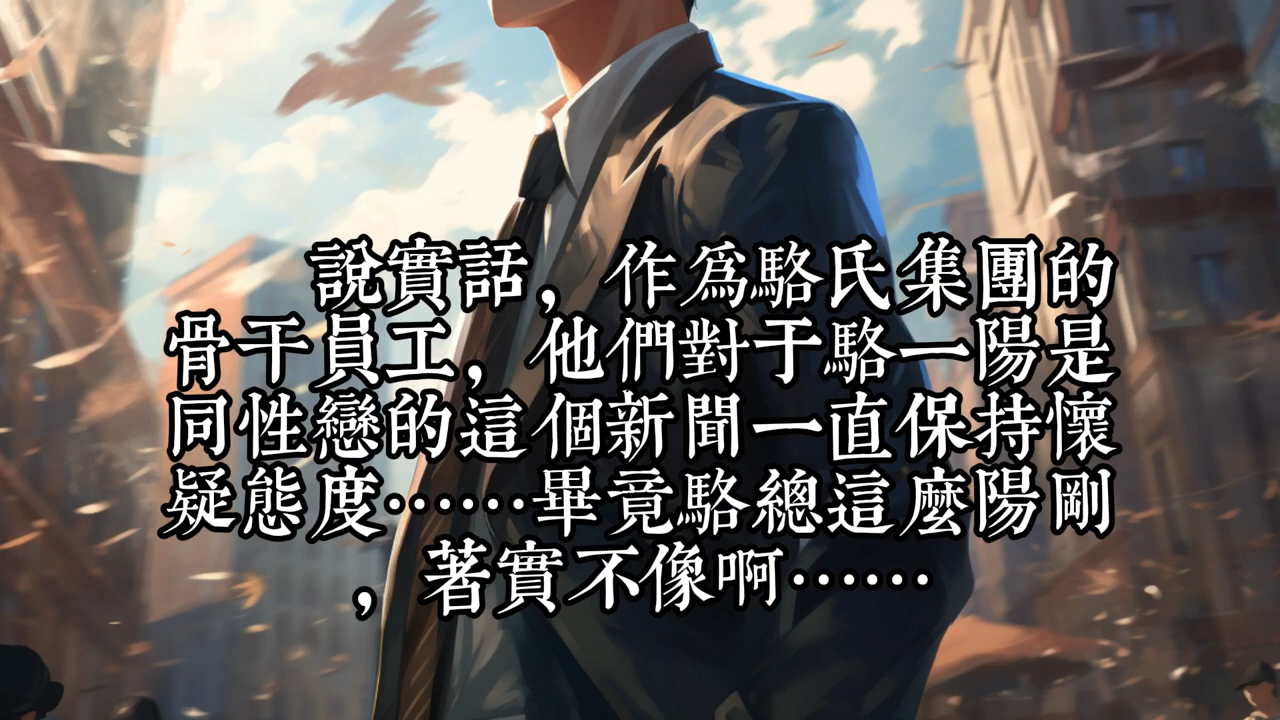 說實話，作爲駱氏集團的
骨干員工，他們對于駱一陽是
同性戀的這個新聞一直保持懷
疑態度……畢竟駱總這麼陽剛
，著實不像啊……